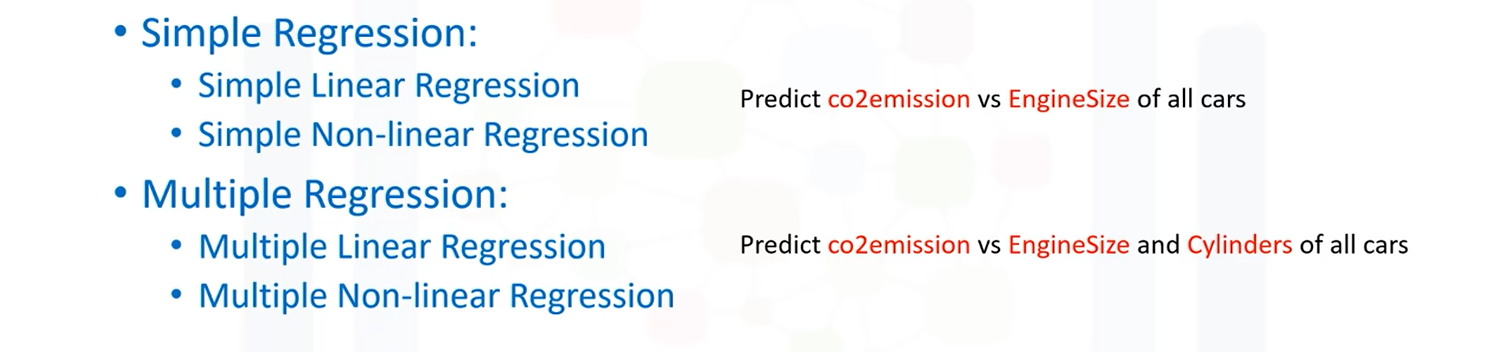 • Simple Regression:
• Simple Linear Regression
• Simple Non-linear Regression
Predict co2emission vs EngineSize of all cars
• Multiple Regression:
• Multiple Linear Regression
• Multiple Non-linear Regression
Predict co2emission vs EngineSize and Cylinders of all cars